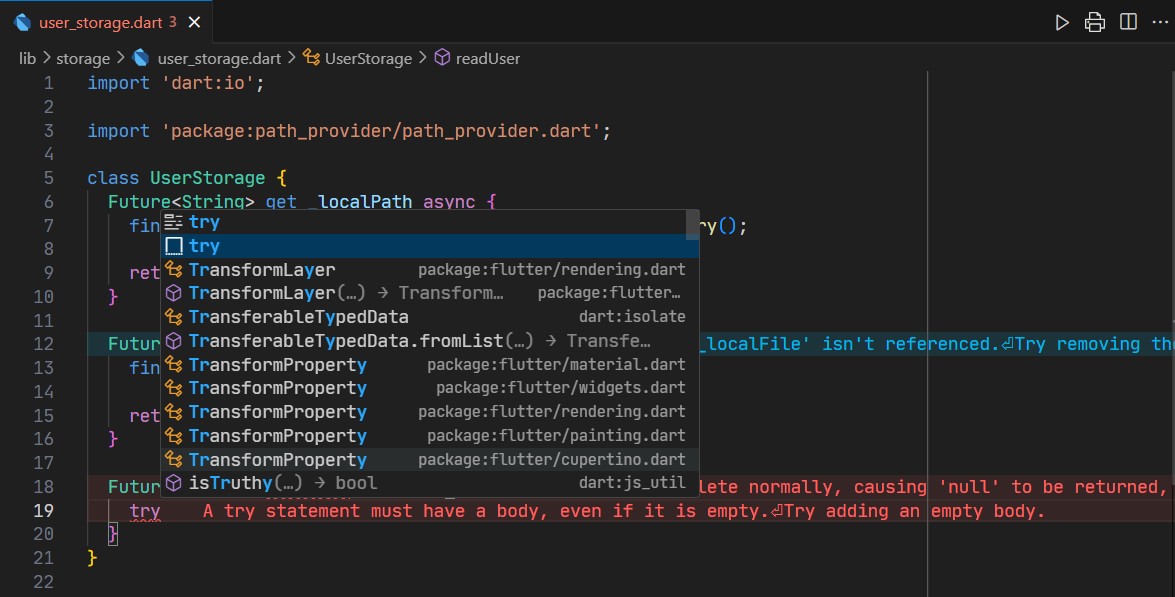 user_storage.dart 3
lib > storage > user_storage.dart > UserStorage > readUser
1 import 'dart:io';
2
3 import 'package:path_provider/path_provider.dart';
4
5 class UserStorage {
6 Future<String> get _localPath async {
7 fin ry();
8
9 ret
10 }
11
12 Futur _localFile' isn't referenced.⏎Try removing the
13 fin
14
15 ret
16 }
17
18 Futur lete normally, causing 'null' to be returned,
19 try A try statement must have a body, even if it is empty.⏎Try adding an empty body.
20 }
21 }
22
try
try
TransformLayer package:flutter/rendering.dart
TransformLayer(…) → Transform… package:flutter…
TransferableTypedData dart:isolate
TransferableTypedData.fromList(…) → Transfe…
TransformProperty package:flutter/material.dart
TransformProperty package:flutter/widgets.dart
TransformProperty package:flutter/rendering.dart
TransformProperty package:flutter/painting.dart
TransformProperty package:flutter/cupertino.dart
isTruthy(…) → bool dart:js_util